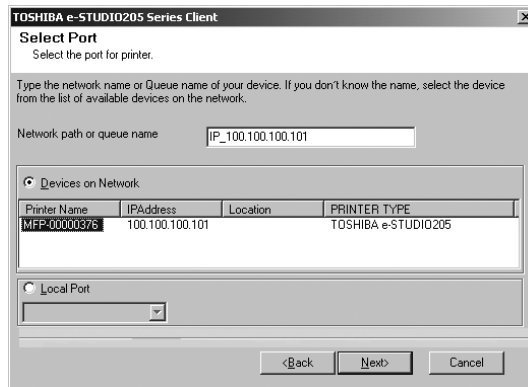 TOSHIBA e-STUDIO205 Series Client
Select Port
Select the port for printer.
Type the network name or Queue name of your device. If you don't know the name, select the device
from the list of available devices on the network.
Network path or queue name IP_100.100.100.101
Devices on Network
Printer Name IPAddress Location PRINTER TYPE
MFP-00000376 100.100.100.101 TOSHIBA e-STUDIO205
Local Port
<Back Next> Cancel